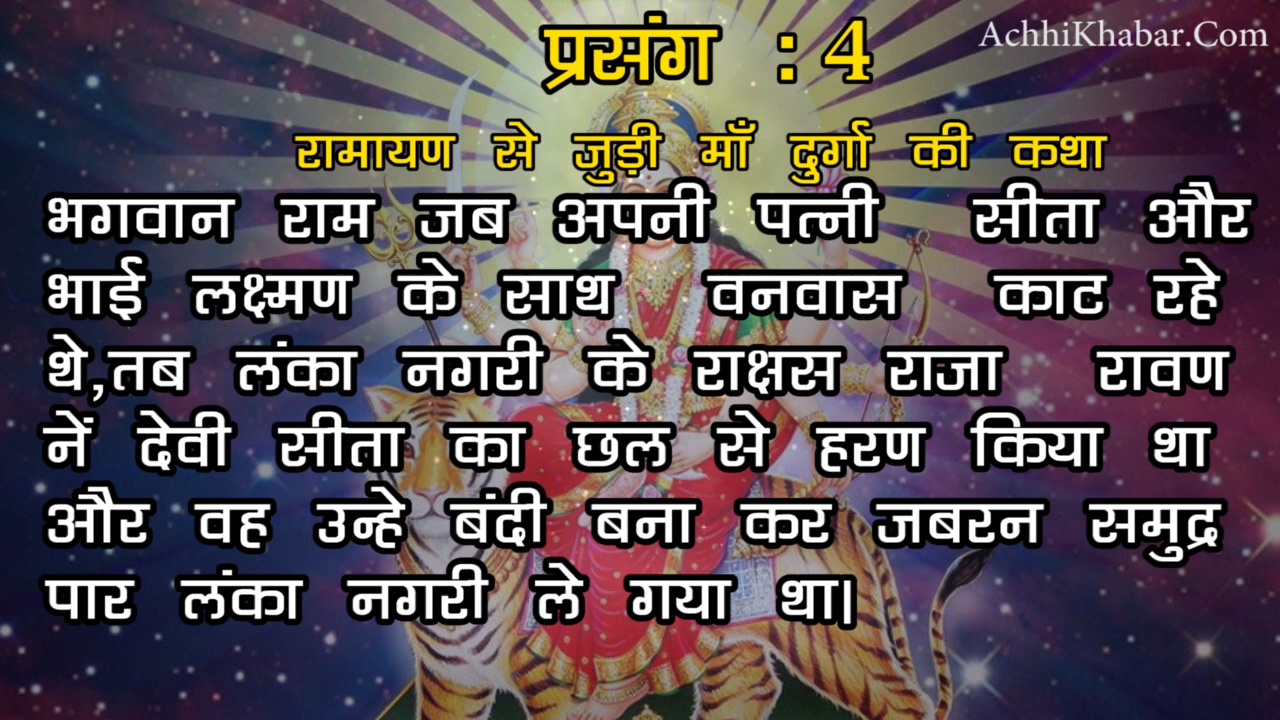 AchhiKhabar.Com
प्रसंग : 4
रामायण से जुड़ी माँ दुर्गा की कथा
भगवान राम जब अपनी पत्नी सीता और
भाई लक्ष्मण के साथ वनवास काट रहे
थे,तब लंका नगरी के राक्षस राजा रावण
नें देवी सीता का छल से हरण किया था
और वह उन्हे बंदी बना कर जबरन समुद्र
पार लंका नगरी ले गया था।